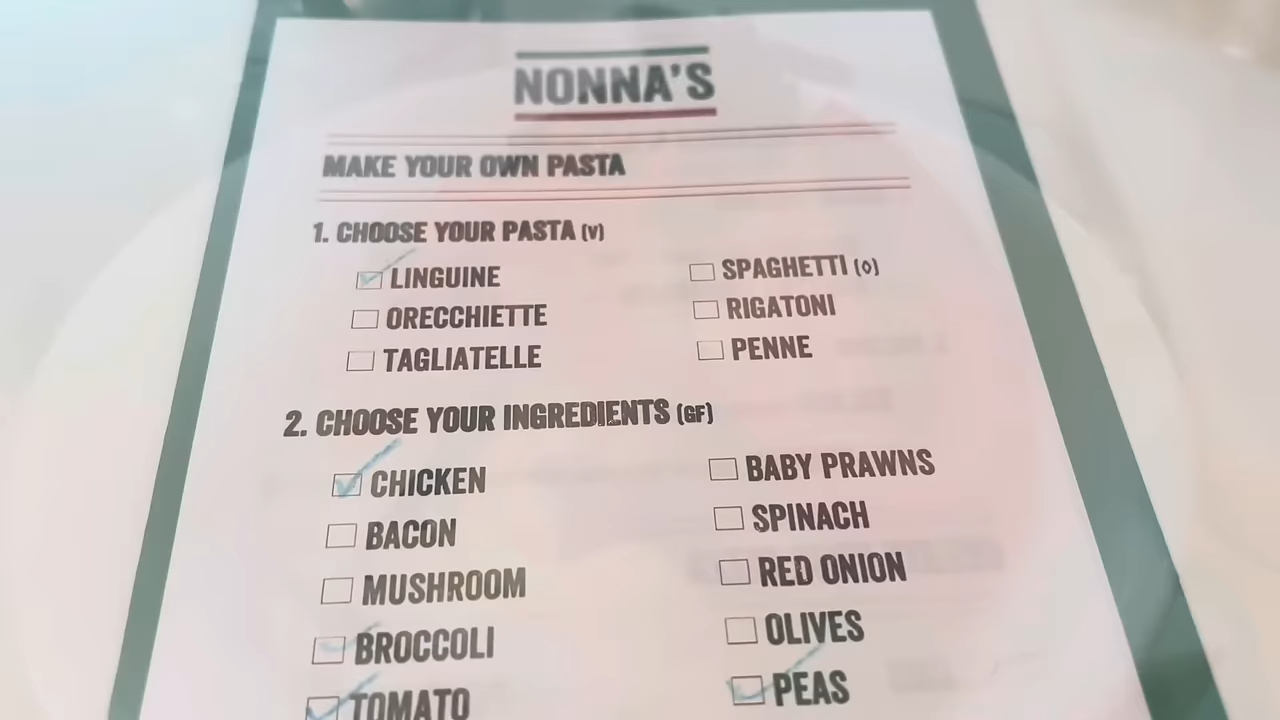 NONNA'S
MAKE YOUR OWN PASTA
1. CHOOSE YOUR PASTA (V)
LINGUINE
SPAGHETTI (◊)
ORECCHIETTE
RIGATONI
TAGLIATELLE
PENNE
2. CHOOSE YOUR INGREDIENTS (GF)
CHICKEN
BABY PRAWNS
BACON
SPINACH
MUSHROOM
RED ONION
BROCCOLI
OLIVES
TOMATO
PEAS